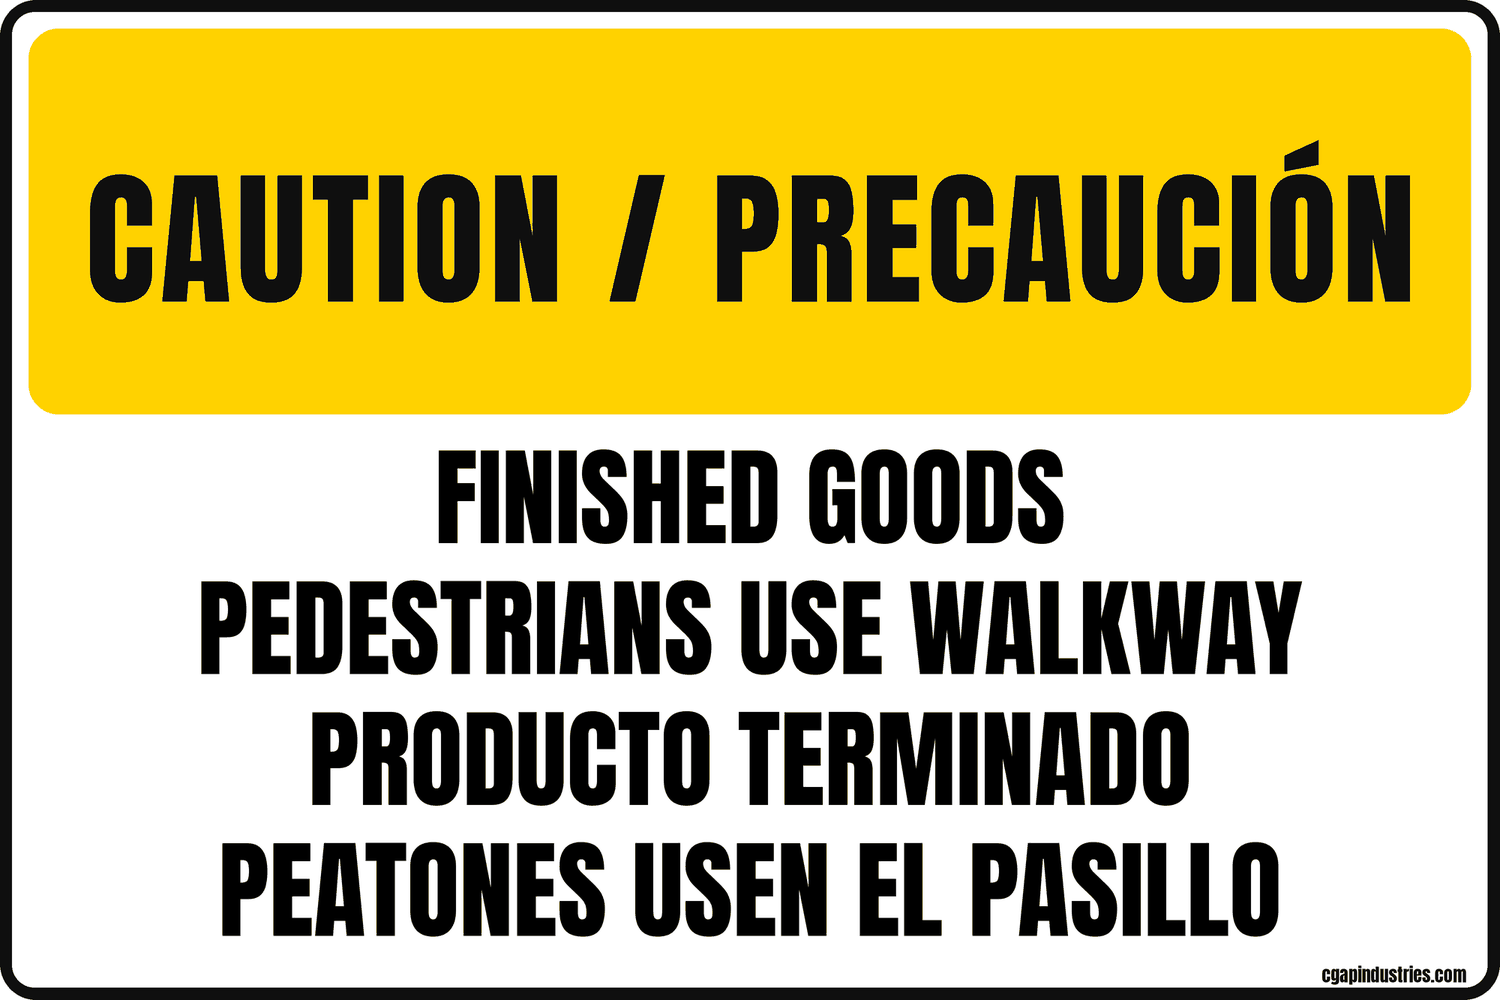 CAUTION / PRECAUCIÓN
FINISHED GOODS
PEDESTRIANS USE WALKWAY
PRODUCTO TERMINADO
PEATONES USEN EL PASILLO
cgapindustries.com